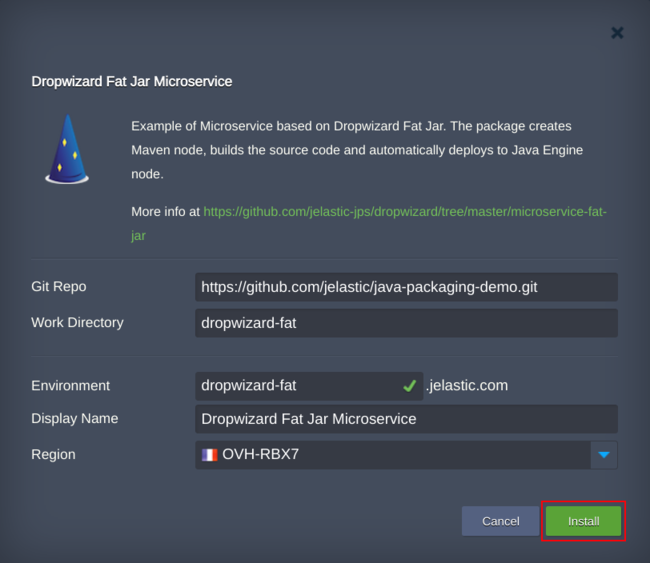 Dropwizard Fat Jar Microservice
Example of Microservice based on Dropwizard Fat Jar. The package creates
Maven node, builds the source code and automatically deploys to Java Engine
node.
More info at https://github.com/jelastic-jps/dropwizard/tree/master/microservice-fat-
jar
Git Repo https://github.com/jelastic/java-packaging-demo.git
Work Directory dropwizard-fat
Environment dropwizard-fat .jelastic.com
Display Name Dropwizard Fat Jar Microservice
Region OVH-RBX7
Cancel Install